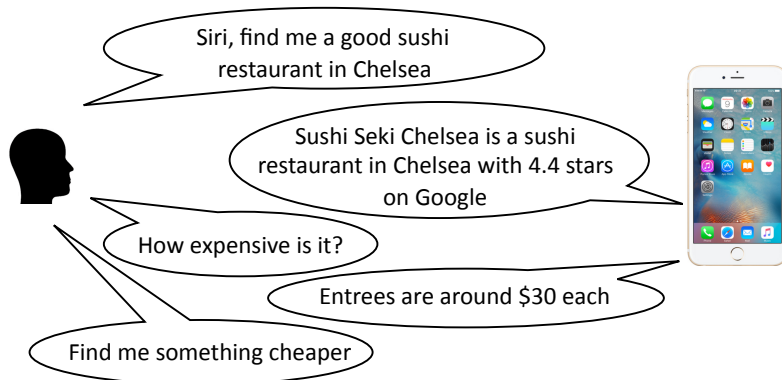 Siri, find me a good sushi
restaurant in Chelsea
Sushi Seki Chelsea is a sushi
restaurant in Chelsea with 4.4 stars
on Google
How expensive is it?
Entrees are around $30 each
Find me something cheaper